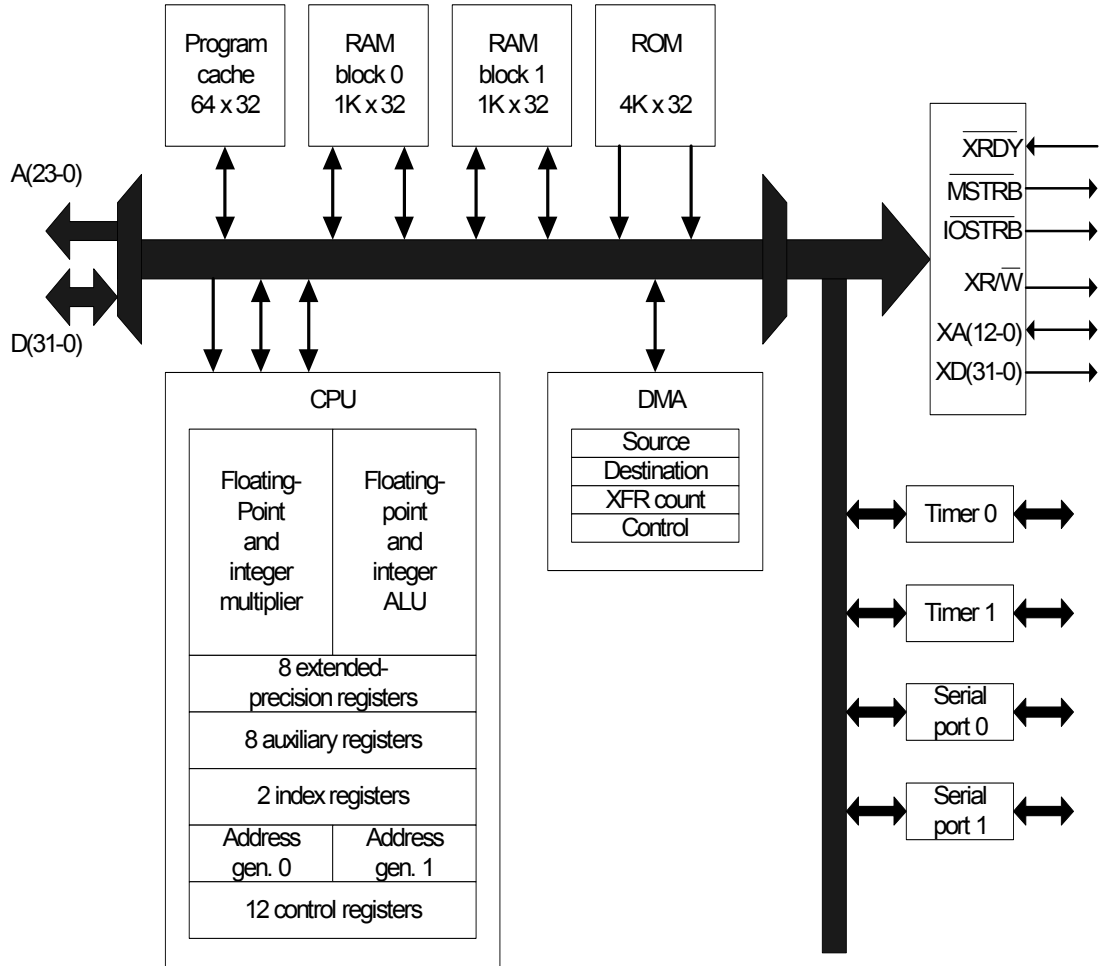 Program
cache
64 x 32
RAM
block 0
1K x 32
RAM
block 1
1K x 32
ROM
4K x 32
A(23-0)
D(31-0)
XRDY
MSTRB
IOSTRB
XR/W
XA(12-0)
XD(31-0)
CPU
Floating-
Point
and
integer
multiplier
Floating-
point
and
integer
ALU
8 extended-
precision registers
8 auxiliary registers
2 index registers
Address
gen. 0
Address
gen. 1
12 control registers
DMA
Source
Destination
XFR count
Control
Timer 0
Timer 1
Serial
port 0
Serial
port 1